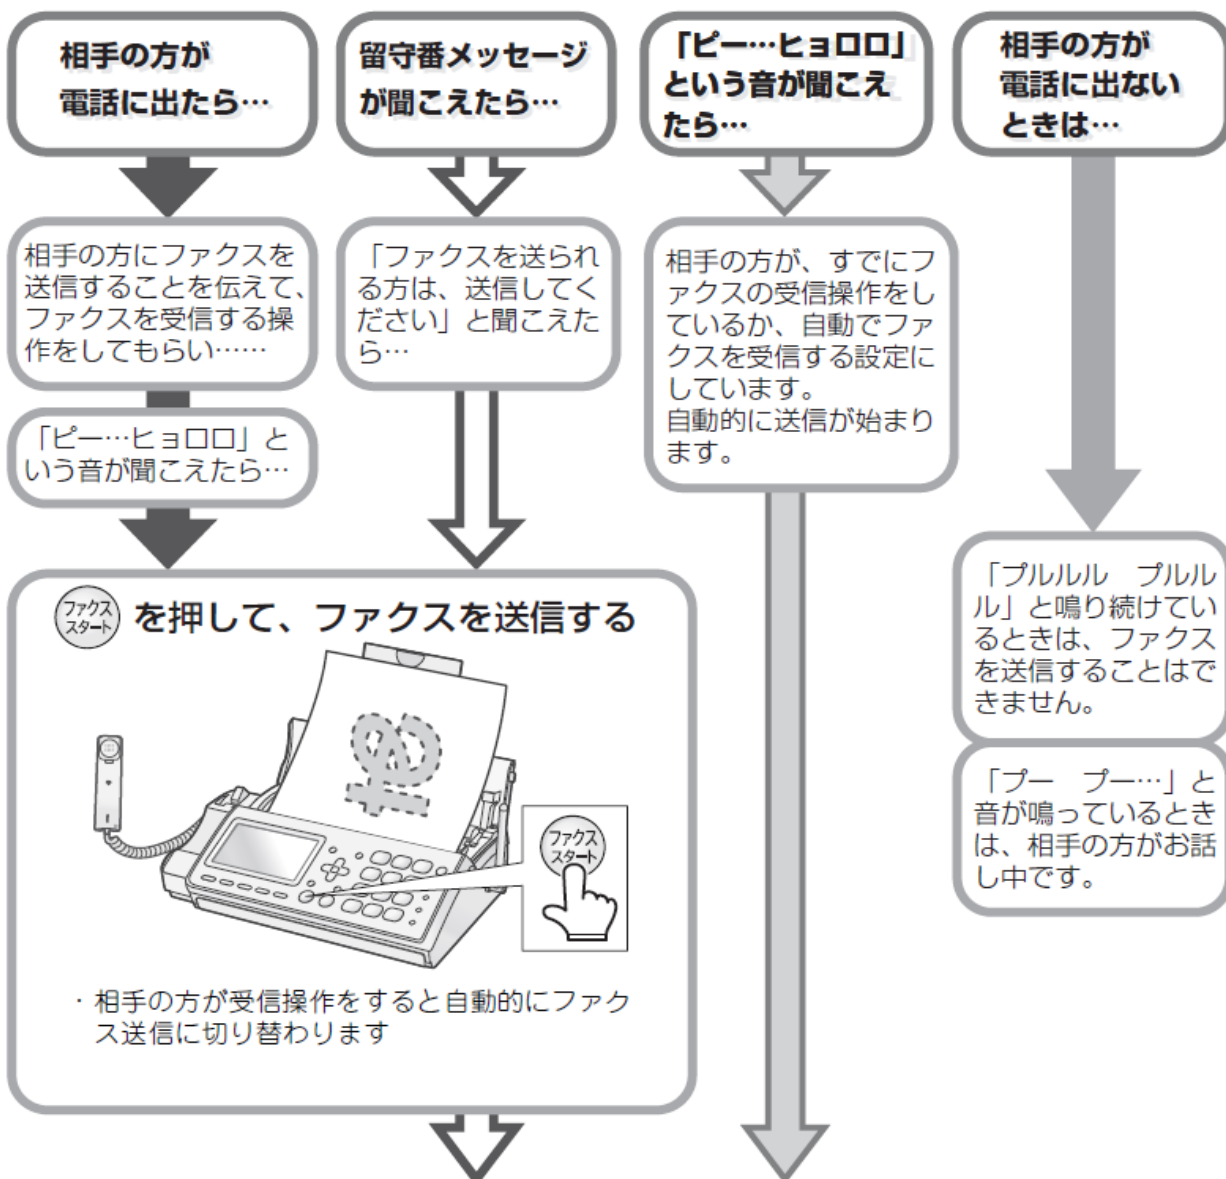 相手の方が
電話に出たら…
留守番メッセージ
が聞こえたら…
「ピー…ヒョロロ」
という音が聞こえ
たら…
相手の方が
電話に出ない
ときは…
相手の方にファクスを
送信することを伝えて、
ファクスを受信する操
作をしてもらい……
「ピー…ヒョロロ」と
いう音が聞こえたら…
「ファクスを送られ
る方は、送信してく
ださい」と聞こえた
ら…
相手の方が、すでにフ
ァクスの受信操作をし
ているか、自動でファ
クスを受信する設定に
しています。
自動的に送信が始まり
ます。
「プルルル　プルル
ル」と鳴り続けてい
るときは、ファクス
を送信することはで
きません。
「プー　プー…」と
音が鳴っているとき
は、相手の方がお話
し中です。
ファクス
スタート
を押して、ファクスを送信する
ファクス
スタート
・相手の方が受信操作をすると自動的にファク
ス送信に切り替わります